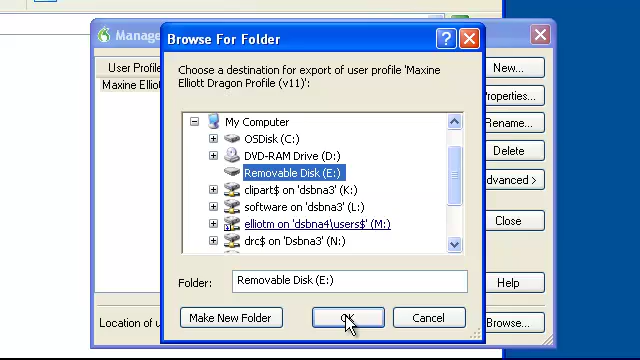 Manage
Browse For Folder
User Profile
Maxine Elliott
Choose a destination for export of user profile 'Maxine
Elliott Dragon Profile (v11)':
My Computer
OSDisk (C:)
DVD-RAM Drive (D:)
Removable Disk (E:)
clipart$ on 'dsbna3' (K:)
software on 'dsbna3' (L:)
elliotm on 'dsbna4\users$' (M:)
drc$ on 'Dsbna3' (N:)
Folder:
Removable Disk (E:)
Make New Folder
OK
Cancel
New...
Properties...
Rename...
Delete
Advanced >
Close
Help
Location of u
Browse...